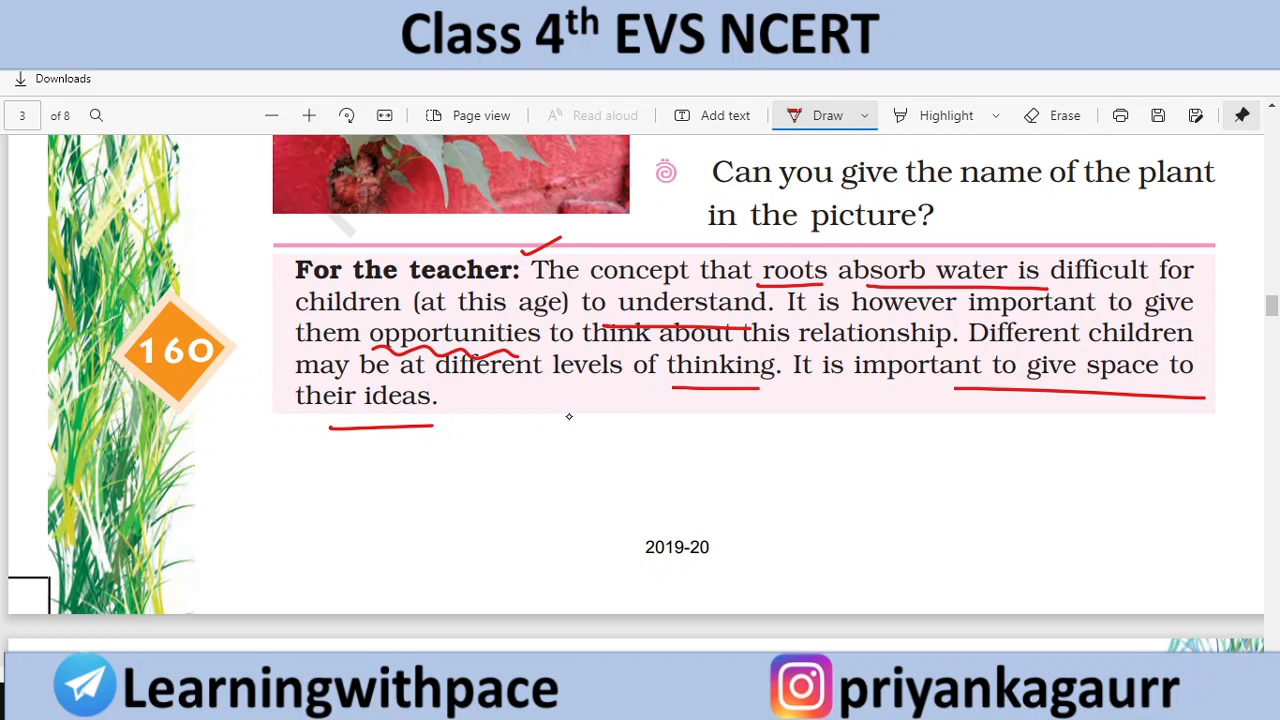 Class 4th EVS NCERT
Downloads
3 of 8 Page view Read aloud Add text Draw Highlight Erase
Can you give the name of the plant
in the picture?
For the teacher: The concept that roots absorb water is difficult for
children (at this age) to understand. It is however important to give
them opportunities to think about this relationship. Different children
may be at different levels of thinking. It is important to give space to
their ideas.
160
2019-20
Learningwithpace priyankagaurr